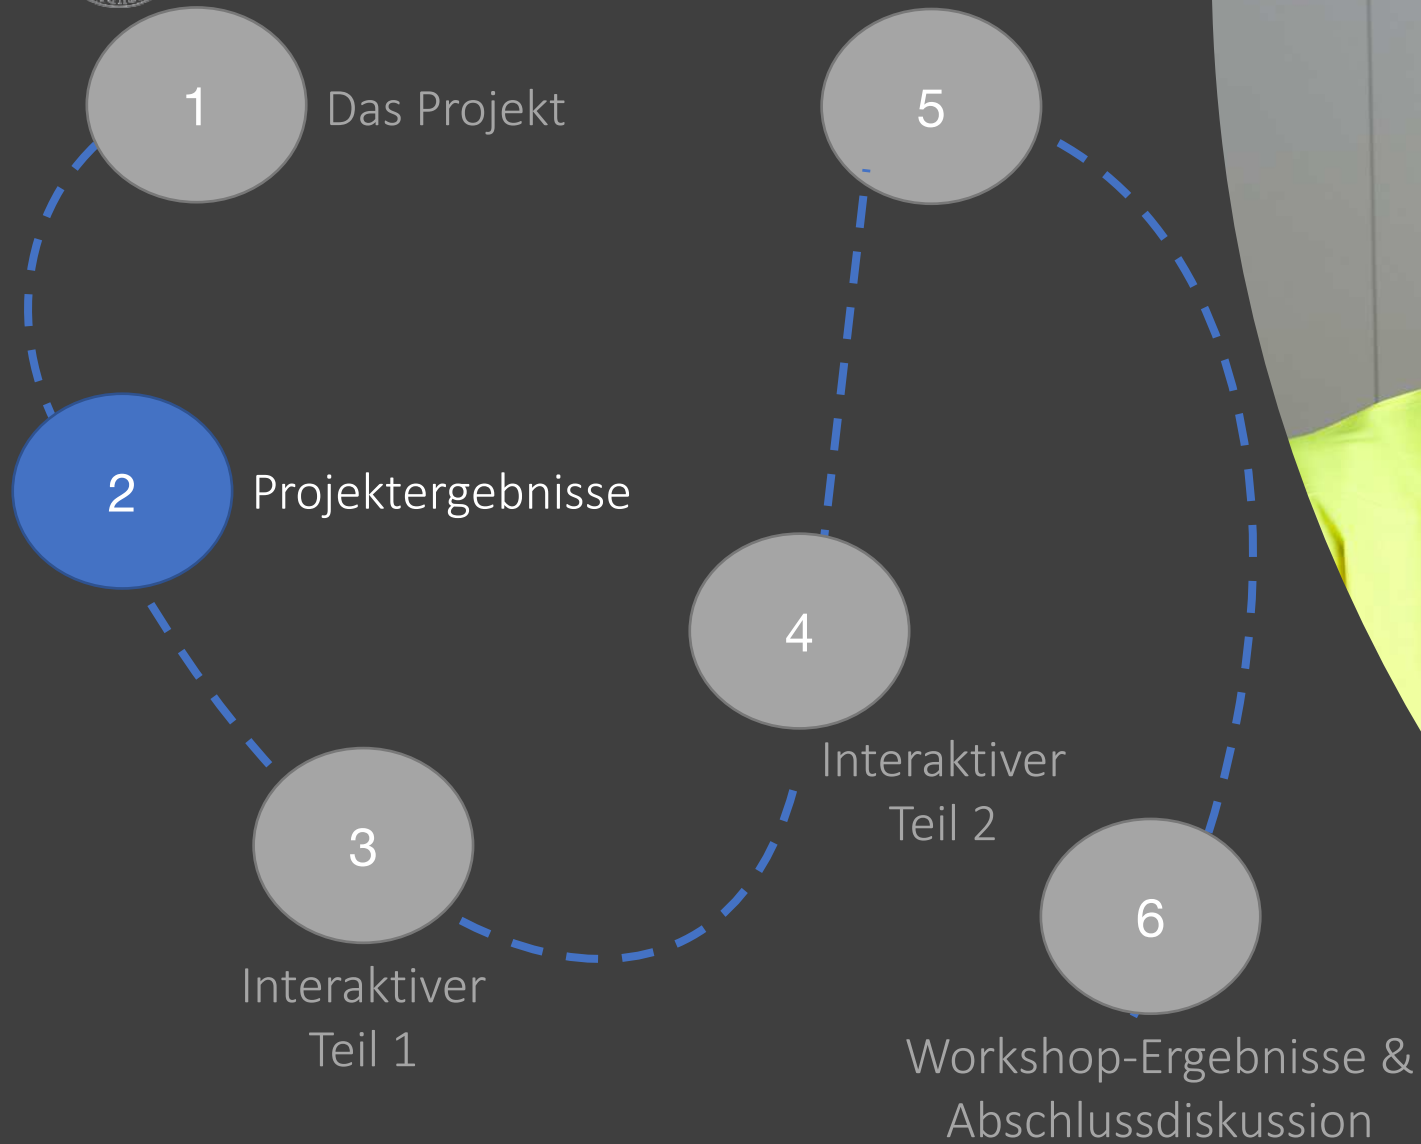 1
Das Projekt
2
Projektergebnisse
3
Interaktiver
Teil 1
4
Interaktiver
Teil 2
5
6
Workshop-Ergebnisse &
Abschlussdiskussion